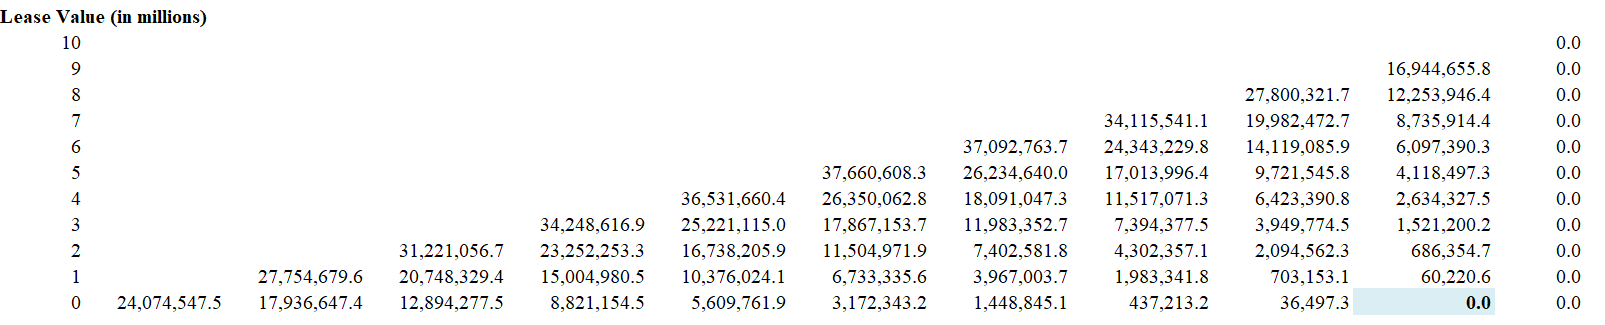 Lease Value (in millions)
10 0.0
9 16,944,655.8 0.0
8 27,800,321.7 12,253,946.4 0.0
7 34,115,541.1 19,982,472.7 8,735,914.4 0.0
6 37,092,763.7 24,343,229.8 14,119,085.9 6,097,390.3 0.0
5 37,660,608.3 26,234,640.0 17,013,996.4 9,721,545.8 4,118,497.3 0.0
4 36,531,660.4 26,350,062.8 18,091,047.3 11,517,071.3 6,423,390.8 2,634,327.5 0.0
3 34,248,616.9 25,221,115.0 17,867,153.7 11,983,352.7 7,394,377.5 3,949,774.5 1,521,200.2 0.0
2 31,221,056.7 23,252,253.3 16,738,205.9 11,504,971.9 7,402,581.8 4,302,357.1 2,094,562.3 686,354.7 0.0
1 27,754,679.6 20,748,329.4 15,004,980.5 10,376,024.1 6,733,335.6 3,967,003.7 1,983,341.8 703,153.1 60,220.6 0.0
0 24,074,547.5 17,936,647.4 12,894,277.5 8,821,154.5 5,609,761.9 3,172,343.2 1,448,845.1 437,213.2 36,497.3 0.0 0.0